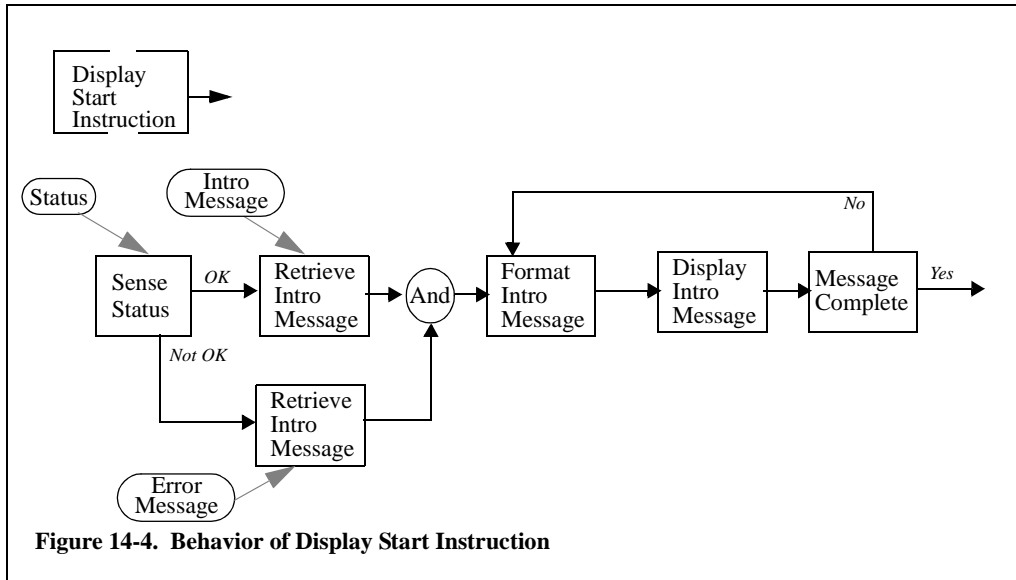 Display
Start
Instruction
Status
Intro
Message
No
Sense
Status
OK
Retrieve
Intro
Message
And
Format
Intro
Message
Display
Intro
Message
Message
Complete
Yes
Not OK
Retrieve
Intro
Message
Error
Message
Figure 14-4. Behavior of Display Start Instruction